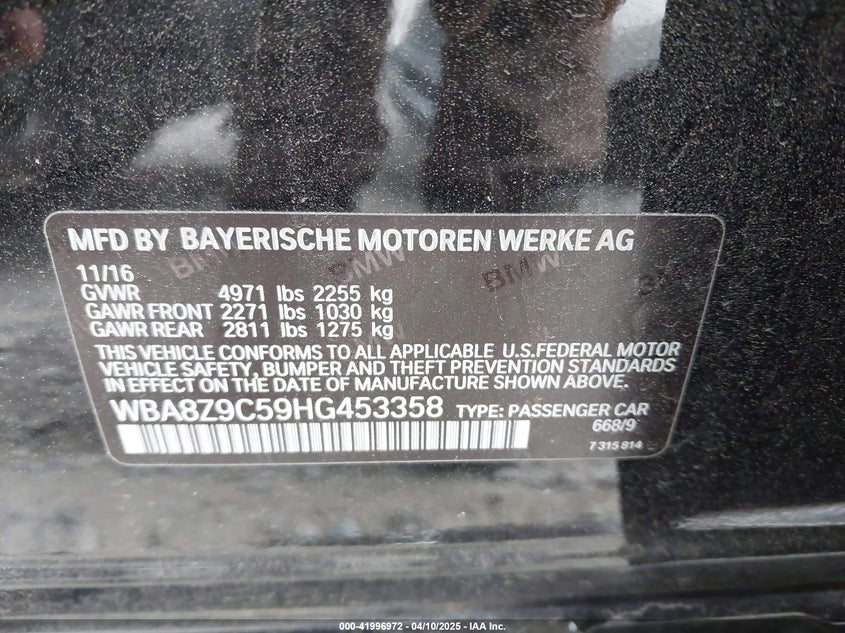 MFD BY BAYERISCHE MOTOREN WERKE AG
BMW BMW BMW
11/16
GVWR 4971 lbs 2255 kg
GAWR FRONT 2271 lbs 1030 kg
GAWR REAR 2811 lbs 1275 kg
THIS VEHICLE CONFORMS TO ALL APPLICABLE U.S.FEDERAL MOTOR
VEHICLE SAFETY, BUMPER AND THEFT PREVENTION STANDARDS
IN EFFECT ON THE DATE OF MANUFACTURE SHOWN ABOVE.
WBA8Z9C59HG453358 TYPE: PASSENGER CAR
668/9
7 315 814
000-41996972 - 04/10/2025 - IAA Inc.